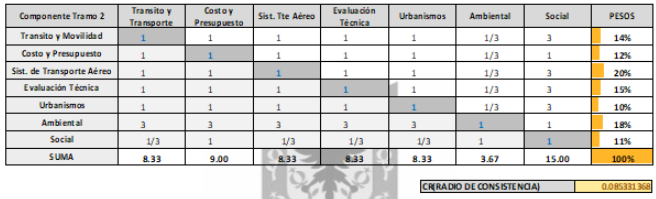 Componente Tramo 2 Transito y Transporte Costo y Presupuesto Sist. Tte Aéreo Evaluación Técnica Urbanismos Ambiental Social PESOS
Transito y Movilidad 1 1 1 1 1 1/3 3 14%
Costo y Presupuesto 1 1 1 1 1 1/3 1 12%
Sist. de Transporte Aéreo 1 1 1 1 1 1/3 3 20%
Evaluación Técnica 1 1 1 1 1 1/3 3 15%
Urbanismos 1 1 1 1 1 1/3 3 10%
Ambiental 3 3 3 3 3 1 1 18%
Social 1/3 1 1/3 1/3 1/3 1 1 11%
SUMA 8.33 9.00 8.33 8.33 8.33 3.67 15.00 100%
CR(RADIO DE CONSISTENCIA) 0.085331368